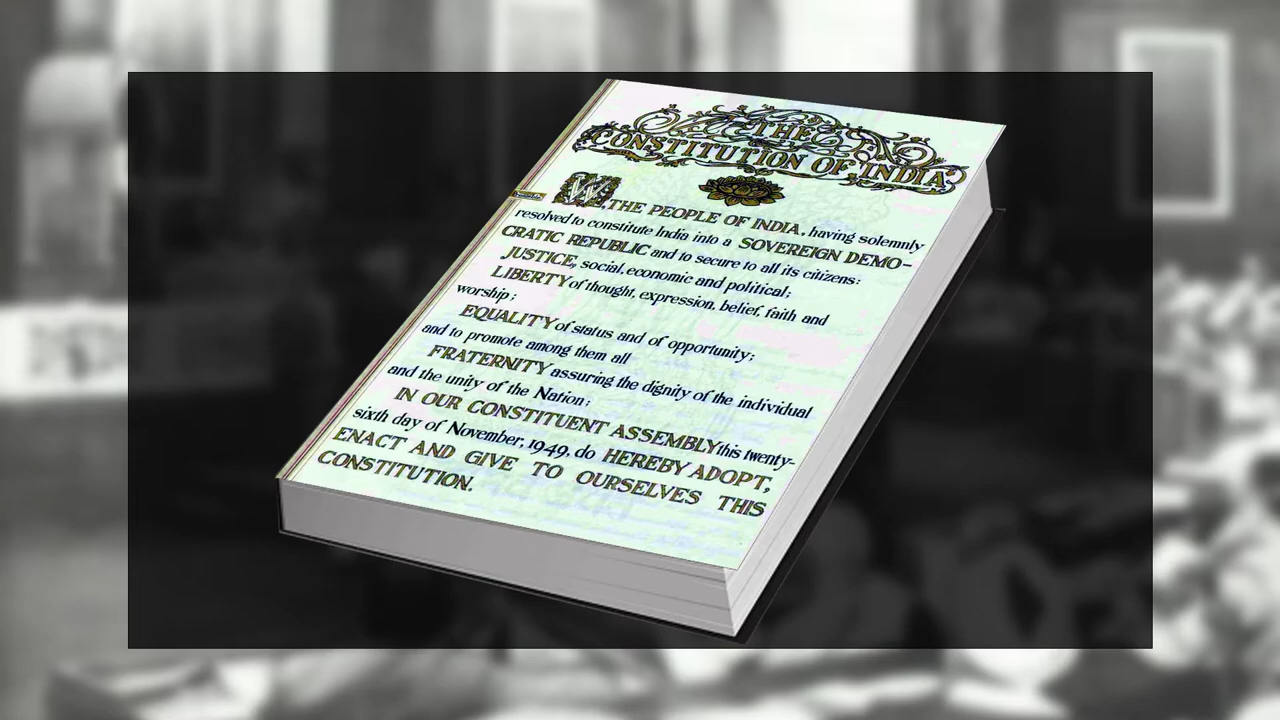 THE
CONSTITUTION OF INDIA
WE, THE PEOPLE OF INDIA, having solemnly
resolved to constitute India into a SOVEREIGN DEMO-
CRATIC REPUBLIC and to secure to all its citizens:
JUSTICE, social, economic and political;
LIBERTY of thought, expression, belief, faith and
worship;
EQUALITY of status and of opportunity;
and to promote among them all
FRATERNITY assuring the dignity of the individual
and the unity of the Nation;
IN OUR CONSTITUENT ASSEMBLY this twenty-
sixth day of November, 1949, do HEREBY ADOPT,
ENACT AND GIVE TO OURSELVES THIS
CONSTITUTION.